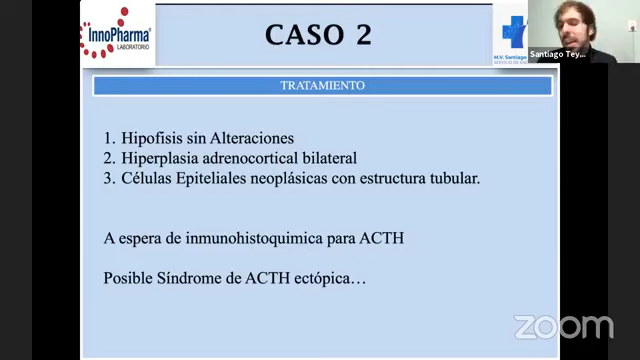 InnoPharma
LABORATORIO
CASO 2
M.V. Santiago
Santiago Tey...
TRATAMIENTO
1. Hipofisis sin Alteraciones
2. Hiperplasia adrenocortical bilateral
3. Células Epiteliales neoplásicas con estructura tubular.
A espera de inmunohistoquimica para ACTH
Posible Síndrome de ACTH ectópica…
zoom